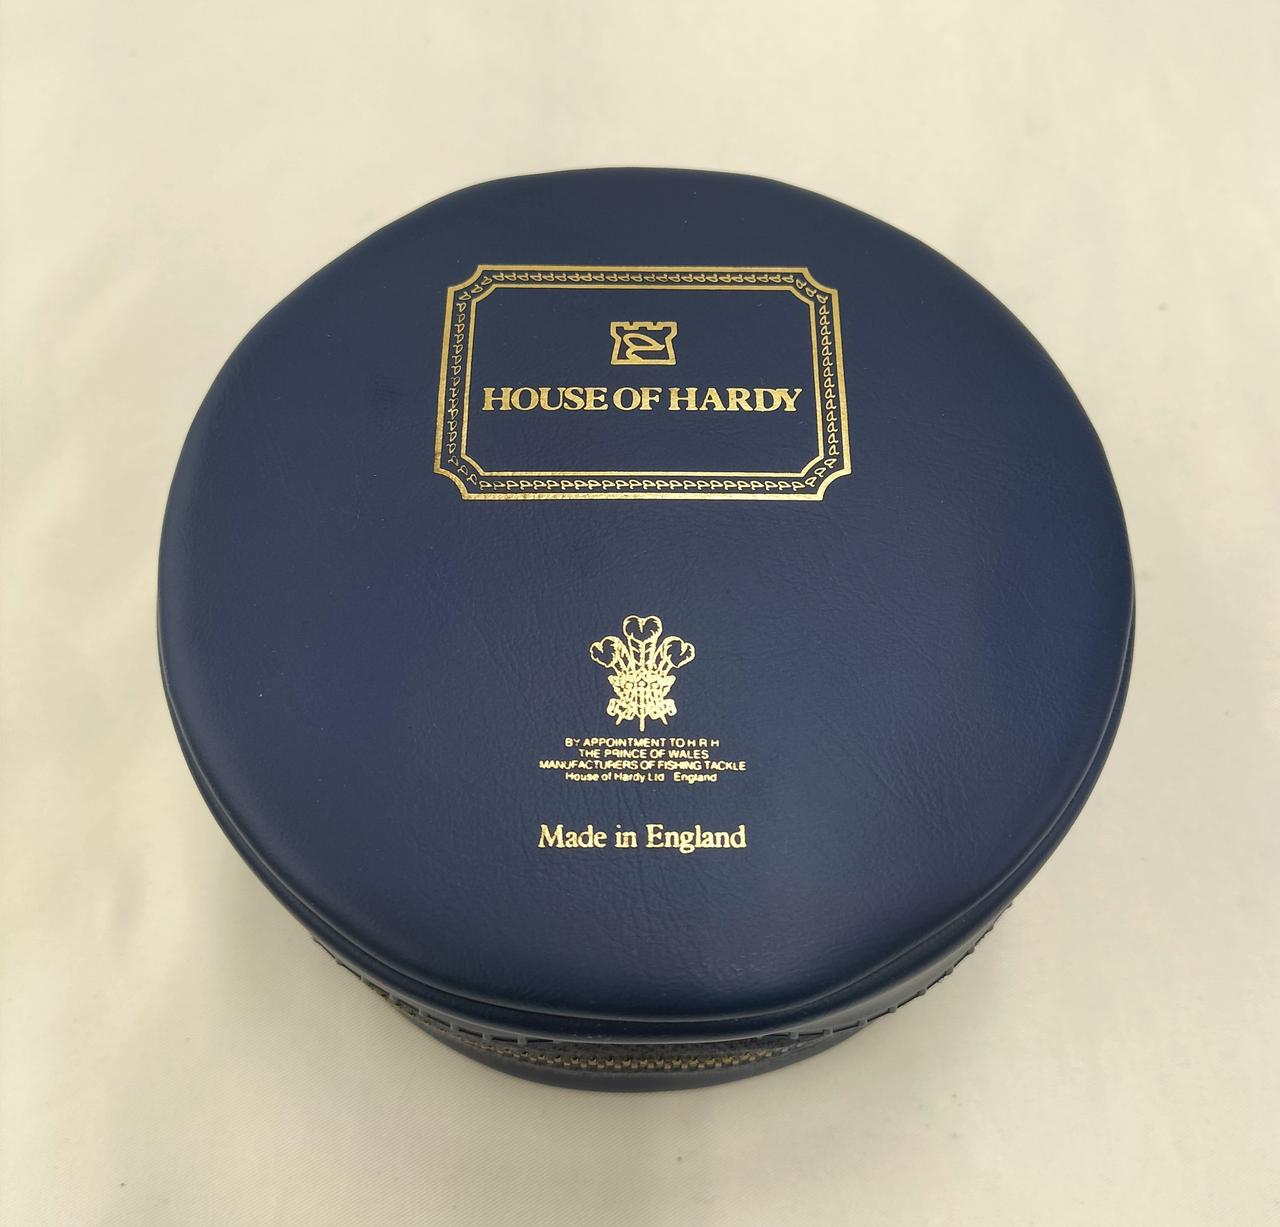 HOUSE OF HARDY
BY APPOINTMENT TO H R H
THE PRINCE OF WALES
MANUFACTURERS OF FISHING TACKLE
House of Hardy Ltd England
Made in England